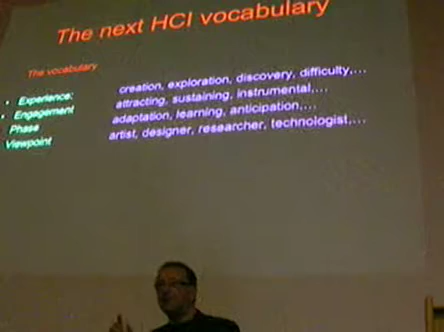 The next HCI vocabulary
The vocabulary
• Experience: creation, exploration, discovery, difficulty,...
• Engagement attracting, sustaining, instrumental,...
Phase adaptation, learning, anticipation,...
Viewpoint artist, designer, researcher, technologist,...